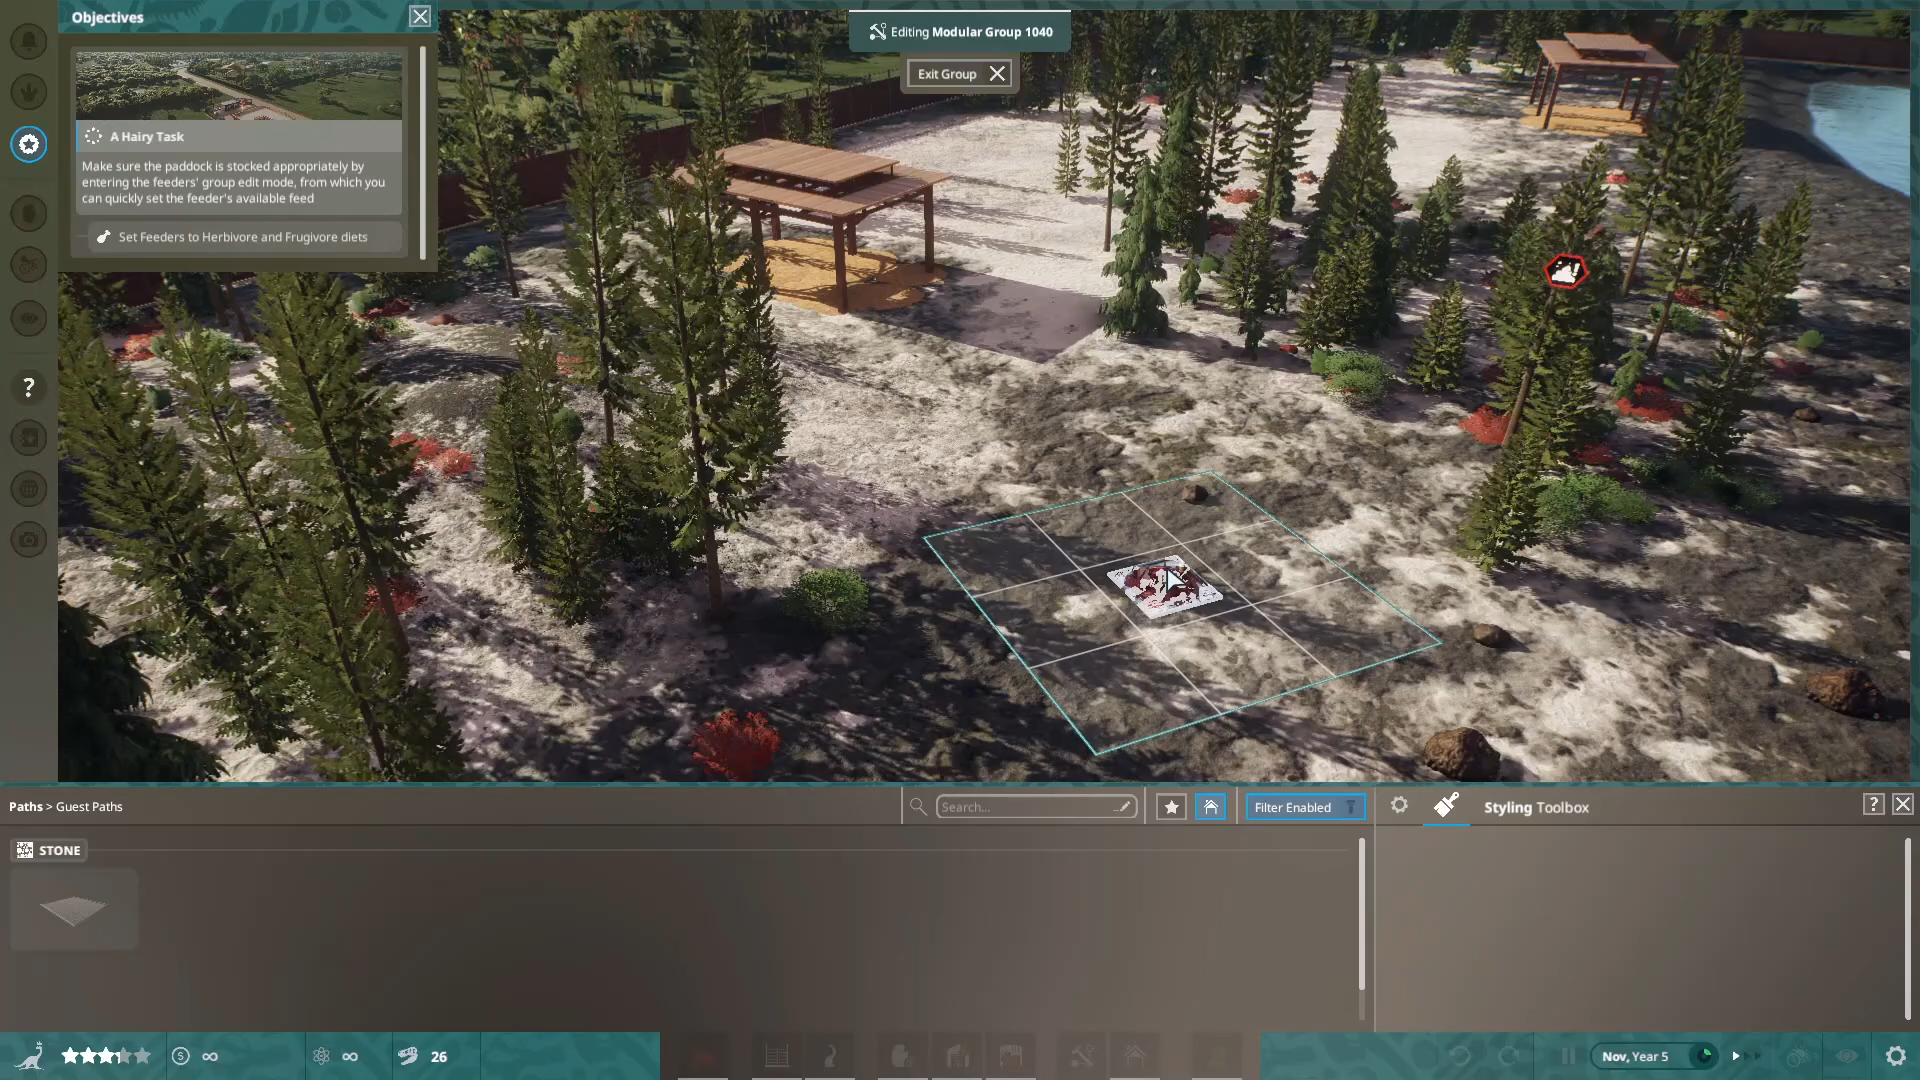 Objectives
A Hairy Task
Make sure the paddock is stocked appropriately by
entering the feeders' group edit mode, from which you
can quickly set the feeder's available feed
Set Feeders to Herbivore and Frugivore diets
Editing Modular Group 1040
Exit Group
?
Paths > Guest Paths
Search...
Filter Enabled
Styling Toolbox
?
STONE
∞
∞
26
Nov, Year 5